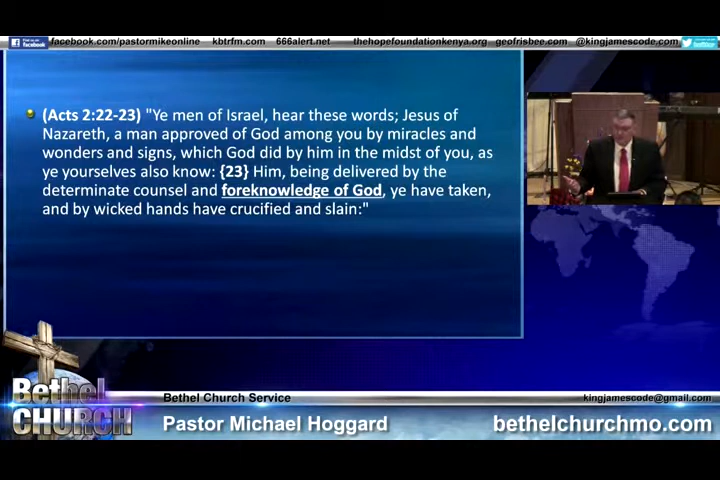 facebook.com/pastormikeonline kbtrfm.com 666alert.net thehopefoundationkenya.org geofrisbee.com @kingjamescode.com
(Acts 2:22-23) "Ye men of Israel, hear these words; Jesus of
Nazareth, a man approved of God among you by miracles and
wonders and signs, which God did by him in the midst of you, as
ye yourselves also know: {23} Him, being delivered by the
determinate counsel and foreknowledge of God, ye have taken,
and by wicked hands have crucified and slain:"
Bethel
CHURCH
Bethel Church Service kingjamescode@gmail.com
Pastor Michael Hoggard bethelchurchmo.com